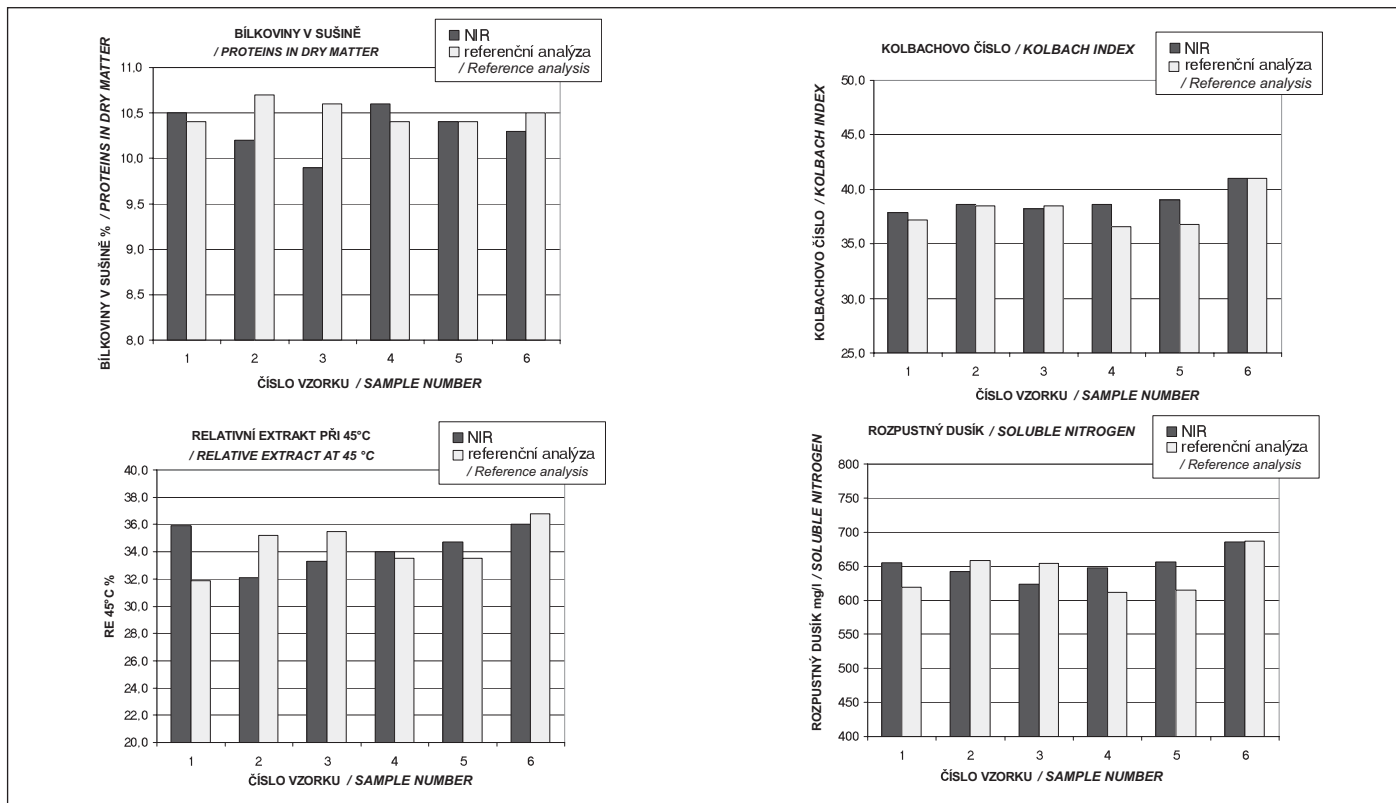 BÍLKOVINY V SUŠINĚ
/ PROTEINS IN DRY MATTER
NIR
referenční analýza
/ Reference analysis
BÍLKOVINY V SUŠINĚ % / PROTEINS IN DRY MATTER
11,0
10,5
10,0
9,5
9,0
8,5
8,0
1 2 3 4 5 6
ČÍSLO VZORKU / SAMPLE NUMBER
KOLBACHOVO ČÍSLO / KOLBACH INDEX
NIR
referenční analýza
/ Reference analysis
KOLBACHOVO ČÍSLO / KOLBACH INDEX
50,0
45,0
40,0
35,0
30,0
25,0
1 2 3 4 5 6
ČÍSLO VZORKU / SAMPLE NUMBER
RELATIVNÍ EXTRAKT PŘI 45°C
/ RELATIVE EXTRACT AT 45 °C
NIR
referenční analýza
/ Reference analysis
RE 45°C %
40,0
38,0
36,0
34,0
32,0
30,0
28,0
26,0
24,0
22,0
20,0
1 2 3 4 5 6
ČÍSLO VZORKU / SAMPLE NUMBER
ROZPUSTNÝ DUSÍK / SOLUBLE NITROGEN
NIR
referenční analýza
/ Reference analysis
ROZPUSTNÝ DUSÍK mg/l / SOLUBLE NITROGEN
800
750
700
650
600
550
500
450
400
1 2 3 4 5 6
ČÍSLO VZORKU / SAMPLE NUMBER